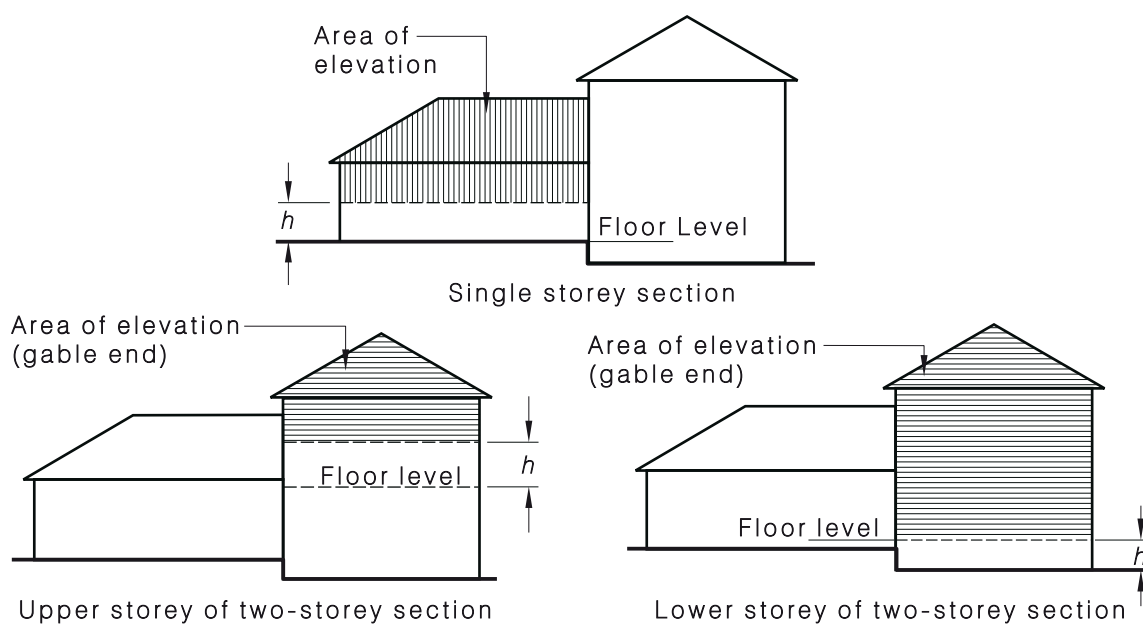 Area of
elevation
h
Floor Level
Single storey section
Area of elevation
(gable end)
Floor level
h
Upper storey of two-storey section
Area of elevation
(gable end)
Floor level
h
Lower storey of two-storey section